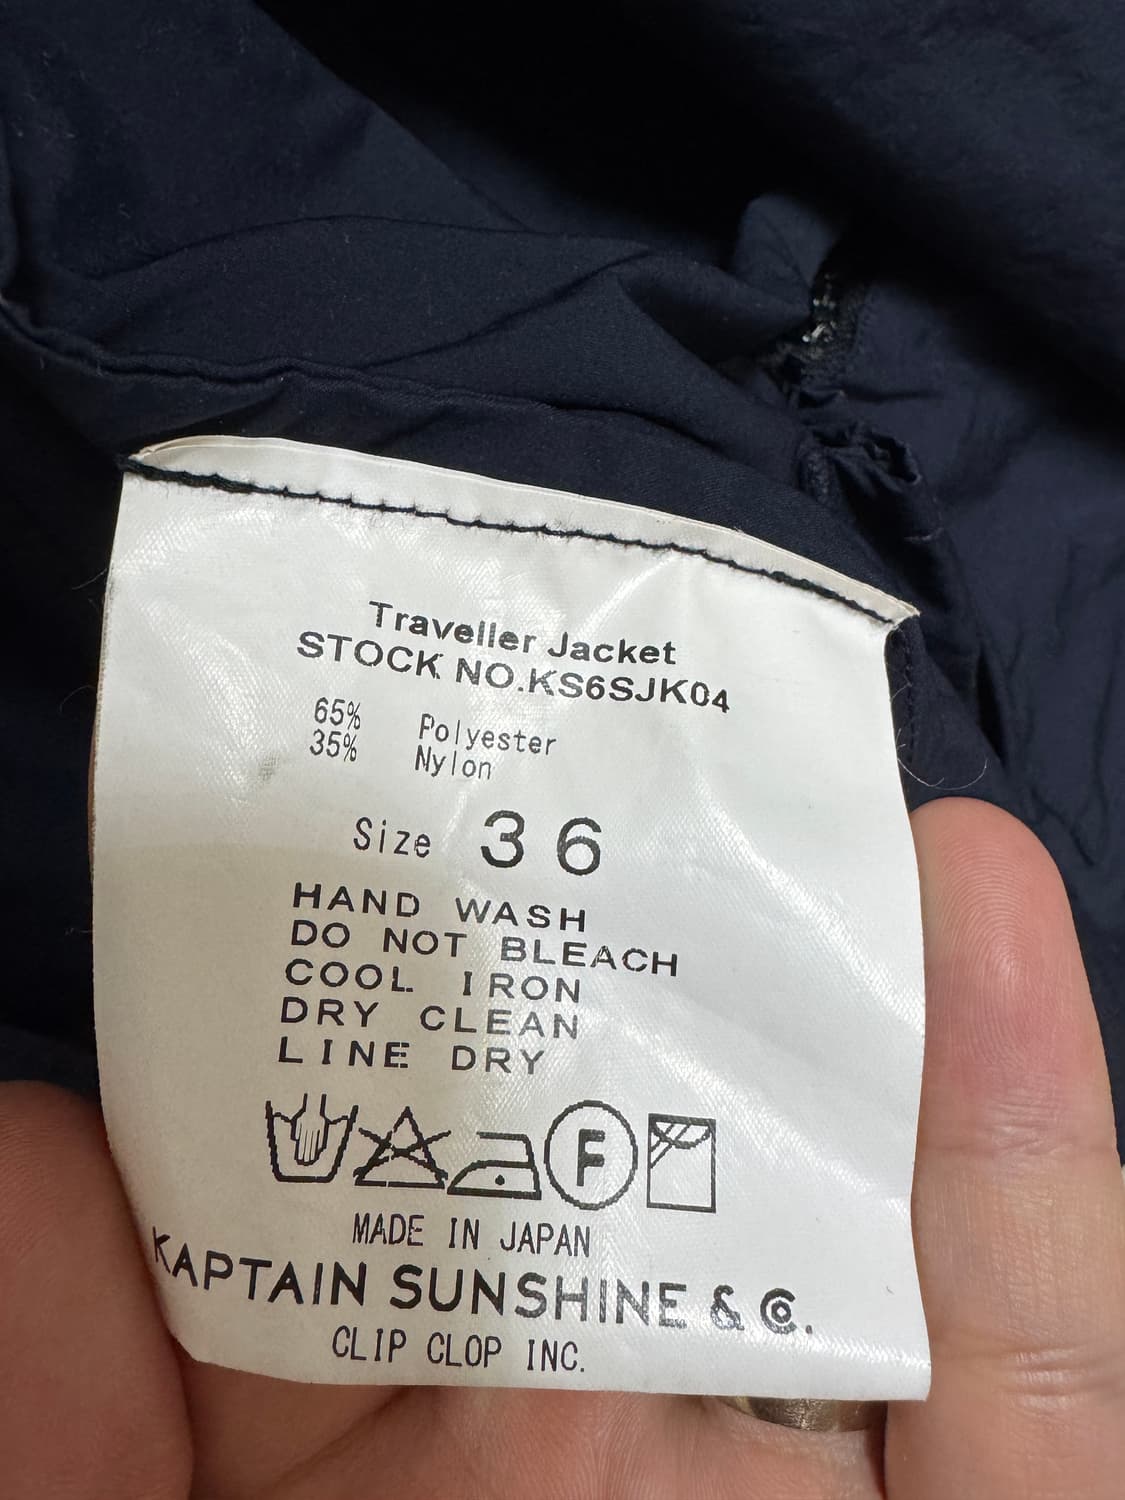 Traveller Jacket
STOCK NO.KS6SJK04
65% Polyester
35% Nylon
Size 36
HAND WASH
DO NOT BLEACH
COOL IRON
DRY CLEAN
LINE DRY
F
MADE IN JAPAN
KAPTAIN SUNSHINE & Co.
CLIP CLOP INC.